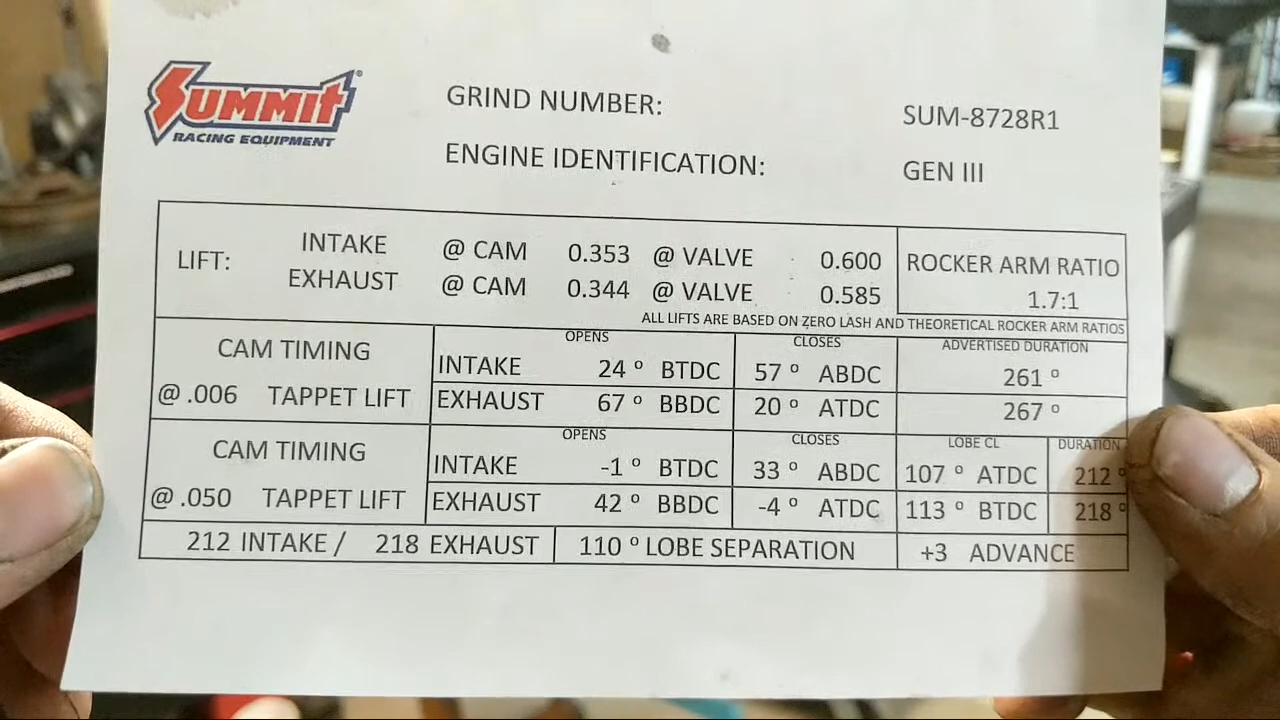 SUMMIT®
RACING EQUIPMENT
GRIND NUMBER: SUM-8728R1
ENGINE IDENTIFICATION: GEN III
LIFT: INTAKE @ CAM 0.353 @ VALVE 0.600
EXHAUST @ CAM 0.344 @ VALVE 0.585
ROCKER ARM RATIO
1.7:1
ALL LIFTS ARE BASED ON ZERO LASH AND THEORETICAL ROCKER ARM RATIOS
CAM TIMING
@ .006 TAPPET LIFT
OPENS CLOSES ADVERTISED DURATION
INTAKE 24 º BTDC 57 º ABDC 261 º
EXHAUST 67 º BBDC 20 º ATDC 267 º
CAM TIMING
@ .050 TAPPET LIFT
OPENS CLOSES LOBE CL DURATION
INTAKE -1 º BTDC 33 º ABDC 107 º ATDC 212 º
EXHAUST 42 º BBDC -4 º ATDC 113 º BTDC 218 º
212 INTAKE / 218 EXHAUST 110 º LOBE SEPARATION +3 ADVANCE